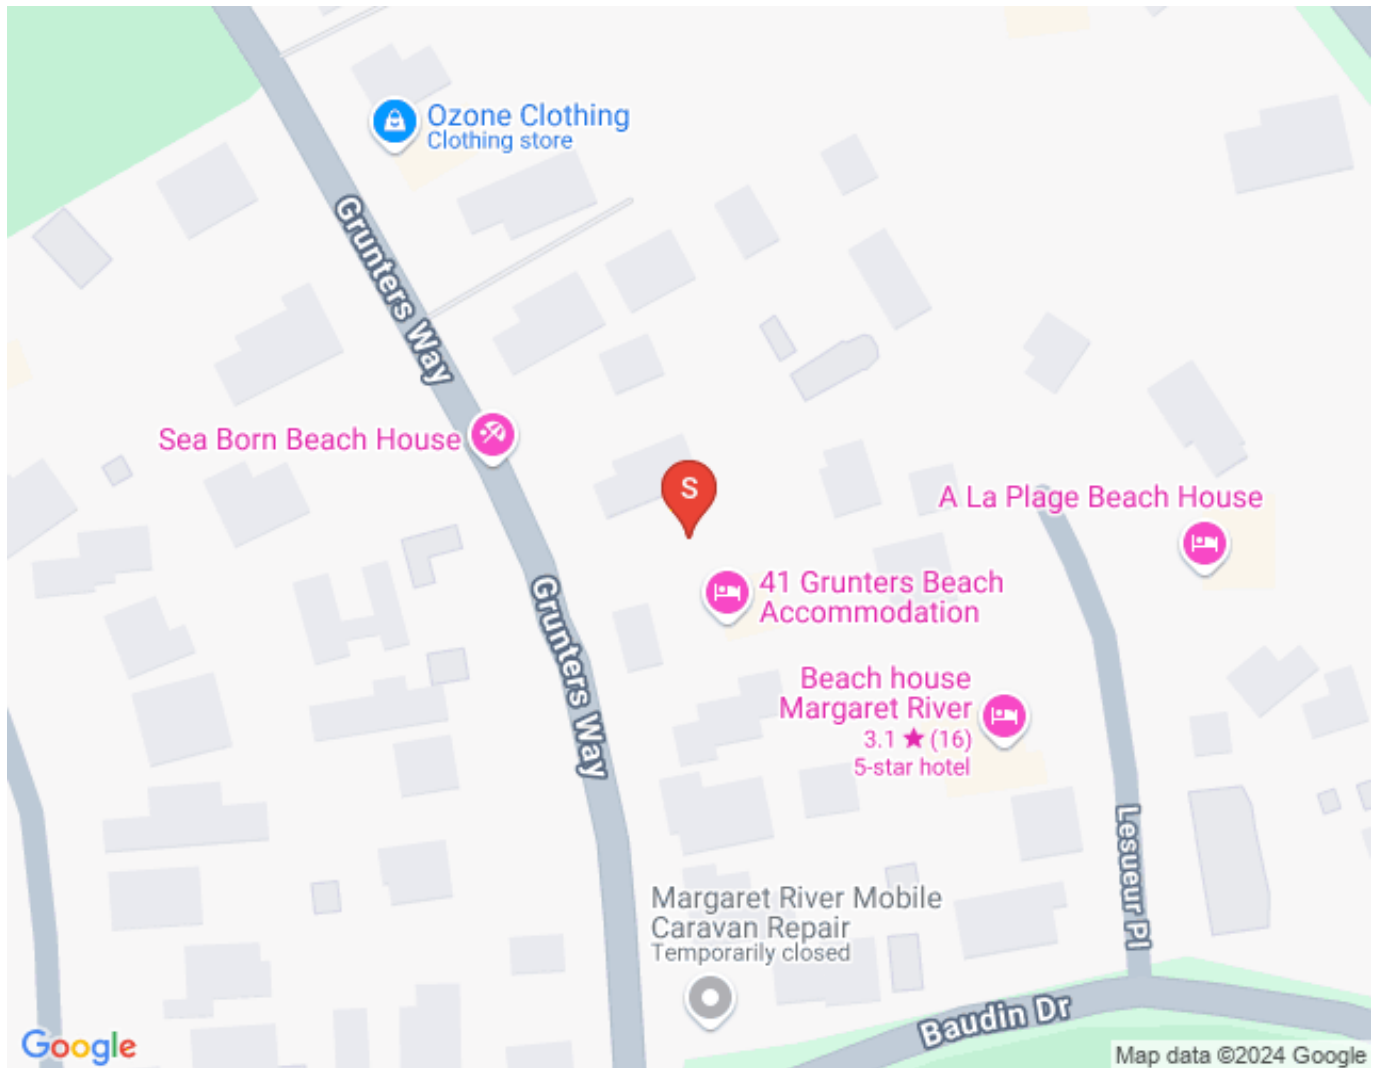 Ozone Clothing
Clothing store
Grunters Way
Sea Born Beach House
S
A La Plage Beach House
41 Grunters Beach
Accommodation
Grunters Way
Beach house
Margaret River
3.1 ★ (16)
5-star hotel
Lesueur Pl
Margaret River Mobile
Caravan Repair
Temporarily closed
Baudin Dr
Google
Map data ©2024 Google